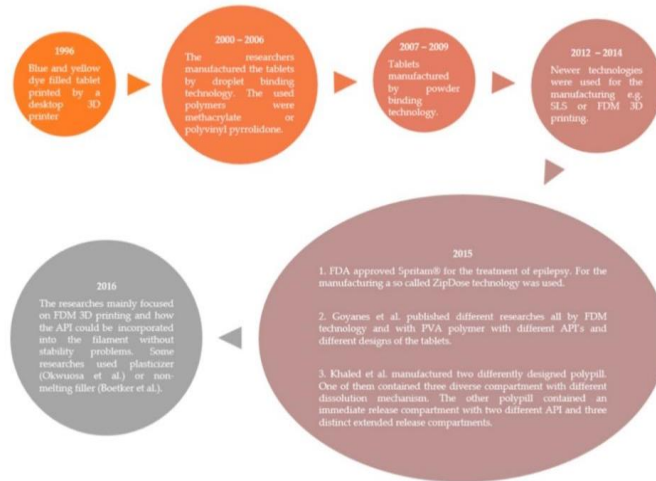 1996
Blue and yellow
dye filled tablet
printed by a
desktop 3D
printer
2000 – 2006
The researchers
manufactured the tablets
by droplet binding
technology. The used
polymers were
methacrylate or
polyvinyl pyrrolidone.
2007 – 2009
Tablets
manufactured
by powder
binding
technology.
2012 – 2014
Newer technologies
were used for the
manufacturing e.g.
SLS or FDM 3D
printing.
2015
1. FDA approved Spritam® for the treatment of epilepsy. For the
manufacturing a so called ZipDose technology was used.
2. Goyanes et al. published different researches all by FDM
technology and with PVA polymer with different API's and
different designs of the tablets.
3. Khaled et al. manufactured two differently designed polypill.
One of them contained three diverse compartment with different
dissolution mechanism. The other polypill contained an
immediate release compartment with two different API and three
distinct extended release compartments.
2016
The researches mainly focused
on FDM 3D printing and how
the API could be incorporated
into the filament without
stability problems. Some
researches used plasticizer
(Okwuosa et al.) or non-
melting filler (Boetker et al.).